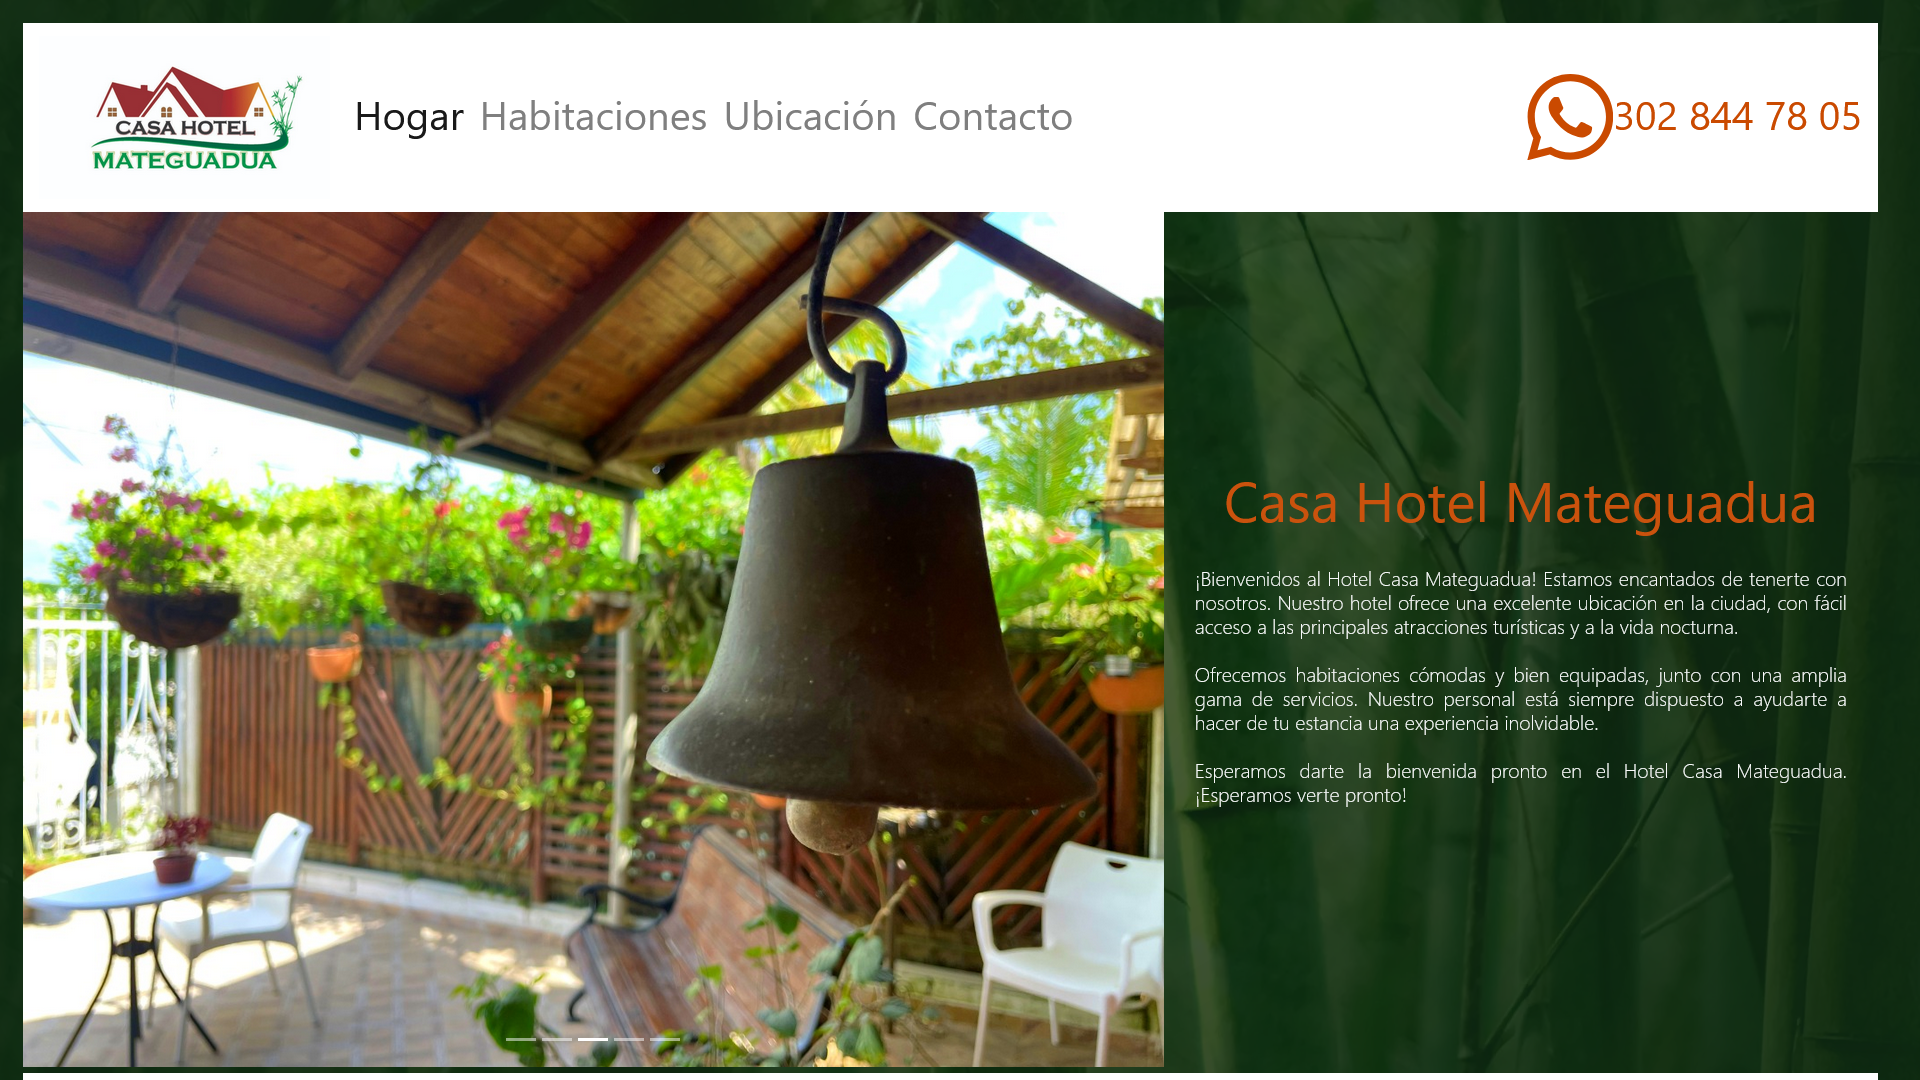 CASA HOTEL
MATEGUADUA
Hogar Habitaciones Ubicación Contacto
302 844 78 05
Casa Hotel Mateguadua
¡Bienvenidos al Hotel Casa Mateguadua! Estamos encantados de tenerte con
nosotros. Nuestro hotel ofrece una excelente ubicación en la ciudad, con fácil
acceso a las principales atracciones turísticas y a la vida nocturna.
Ofrecemos habitaciones cómodas y bien equipadas, junto con una amplia
gama de servicios. Nuestro personal está siempre dispuesto a ayudarte a
hacer de tu estancia una experiencia inolvidable.
Esperamos darte la bienvenida pronto en el Hotel Casa Mateguadua.
¡Esperamos verte pronto!